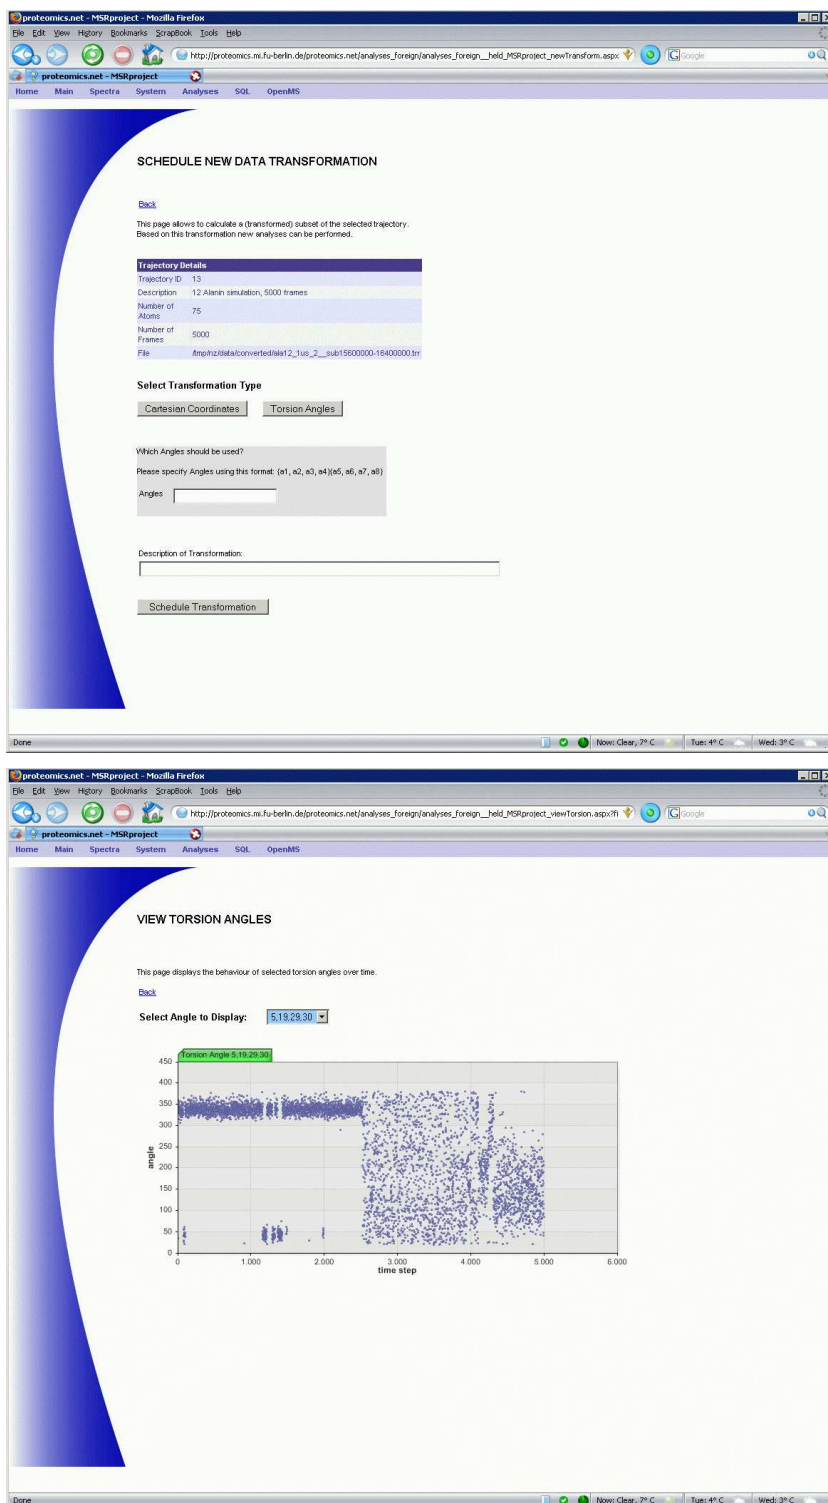 proteomics.net - MSRproject - Mozilla Firefox
File Edit View History Bookmarks ScrapBook Tools Help
http://proteomics.mi.fu-berlin.de/proteomics.net/analyses_foreign/analyses_foreign__held_MSRproject_newTransform.aspx
Google
proteomics.net - MSRproject
Home Main Spectra System Analyses SQL OpenMS
SCHEDULE NEW DATA TRANSFORMATION
Back
This page allows to calculate a (transformed) subset of the selected trajectory.
Based on this transformation new analyses can be performed.
Trajectory Details
Trajectory ID 13
Description 12 Alanin simulation, 5000 frames
Number of
Atoms 75
Number of
Frames 5000
File /tmp/nz/data/converted/ala12_1us_2__sub15600000-16400000.trr
Select Transformation Type
Cartesian Coordinates Torsion Angles
Which Angles should be used?
Please specify Angles using this format: (a1, a2, a3, a4)(a5, a6, a7, a8)
Angles
Description of Transformation:
Schedule Transformation
Done Now: Clear, 7° C Tue: 4° C Wed: 3° C
proteomics.net - MSRproject - Mozilla Firefox
File Edit View History Bookmarks ScrapBook Tools Help
http://proteomics.mi.fu-berlin.de/proteomics.net/analyses_foreign/analyses_foreign__held_MSRproject_viewTorsion.aspx?fi
Google
proteomics.net - MSRproject
Home Main Spectra System Analyses SQL OpenMS
VIEW TORSION ANGLES
This page displays the behaviour of selected torsion angles over time.
Back
Select Angle to Display: 5,19,29,30
Torsion Angle 5,19,29,30
450
400
350
300
250
200
150
100
50
0
angle
0 1.000 2.000 3.000 4.000 5.000 6.000
time step
Done Now: Clear, 7° C Tue: 4° C Wed: 3° C